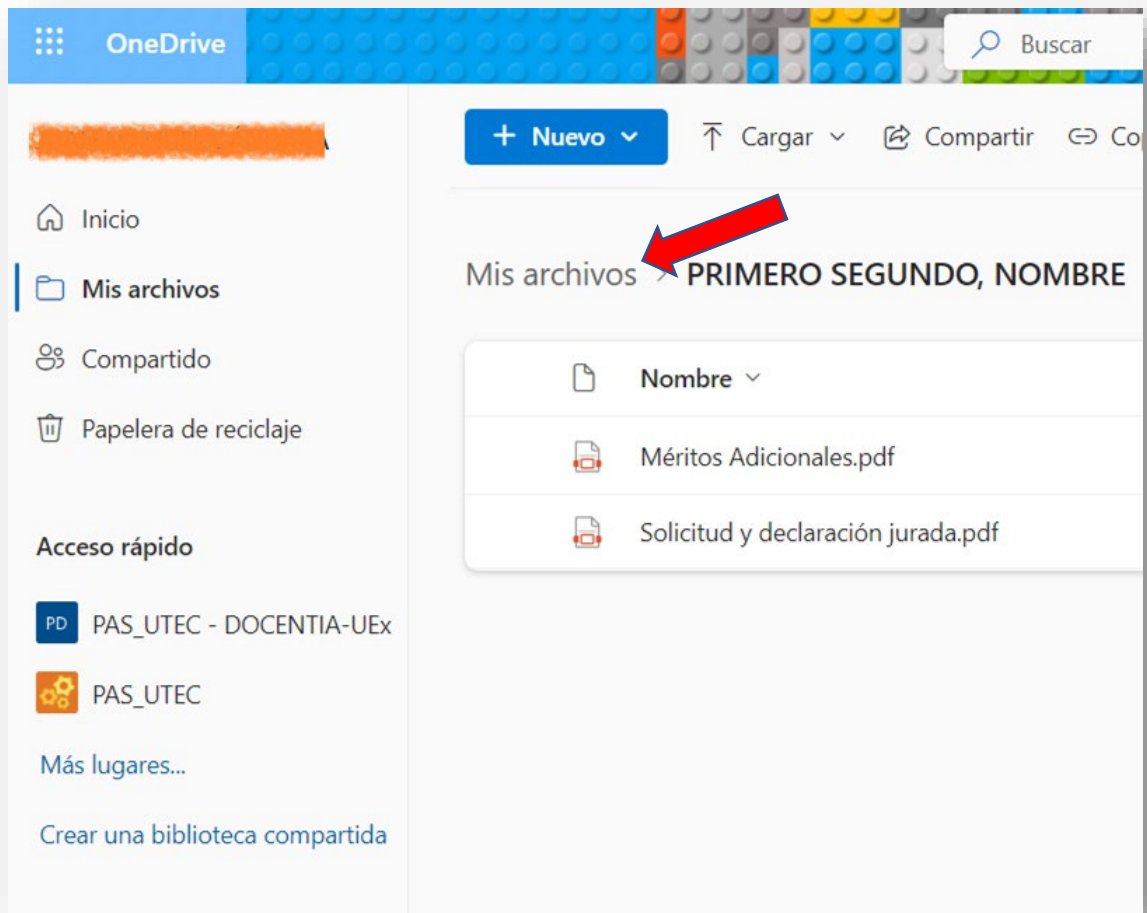 OneDrive
Buscar
+ Nuevo
Cargar
Compartir
Inicio
Mis archivos
Compartido
Papelera de reciclaje
Acceso rápido
PD PAS_UTEC - DOCENTIA-UEx
PAS_UTEC
Más lugares...
Crear una biblioteca compartida
Mis archivos > PRIMERO SEGUNDO, NOMBRE
Nombre
Méritos Adicionales.pdf
Solicitud y declaración jurada.pdf